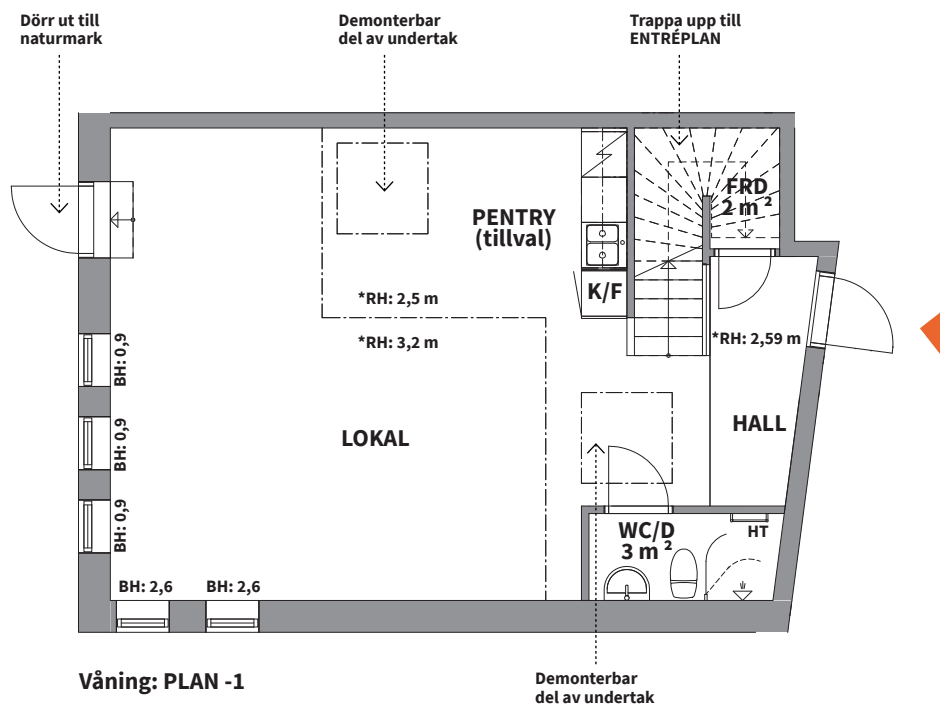 Dörr ut till
naturmark
Demonterbar
del av undertak
Trappa upp till
ENTRÉPLAN
FRD
2 m²
PENTRY
(tillval)
K/F
*RH: 2,5 m
*RH: 3,2 m
*RH: 2,59 m
BH: 0,9
BH: 0,9
BH: 0,9
LOKAL
HALL
WC/D
3 m²
HT
BH: 2,6
BH: 2,6
Våning: PLAN -1
Demonterbar
del av undertak